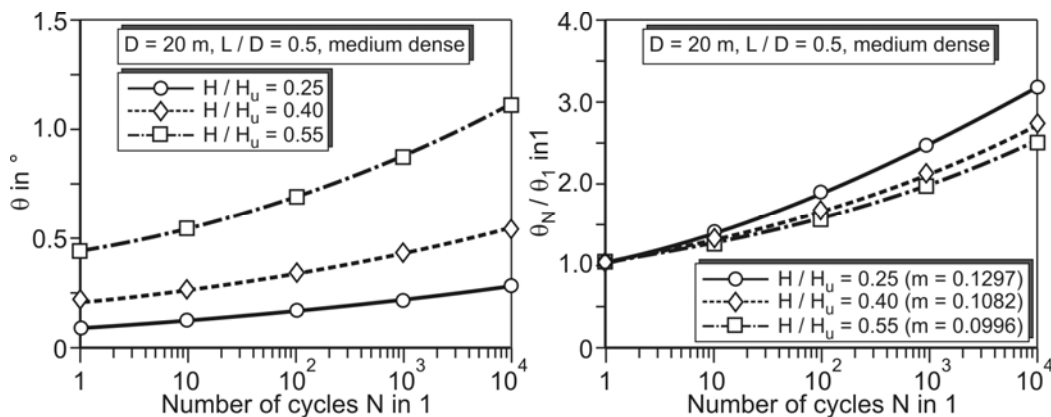 1.5
1.0
0.5
0
θ in °
D = 20 m, L / D = 0.5, medium dense
H / Hu = 0.25
H / Hu = 0.40
H / Hu = 0.55
1 10 10² 10³ 10⁴
Number of cycles N in 1
4.0
3.0
2.0
1.0
0
θN / θ1 in1
D = 20 m, L / D = 0.5, medium dense
H / Hu = 0.25 (m = 0.1297)
H / Hu = 0.40 (m = 0.1082)
H / Hu = 0.55 (m = 0.0996)
1 10 10² 10³ 10⁴
Number of cycles N in 1